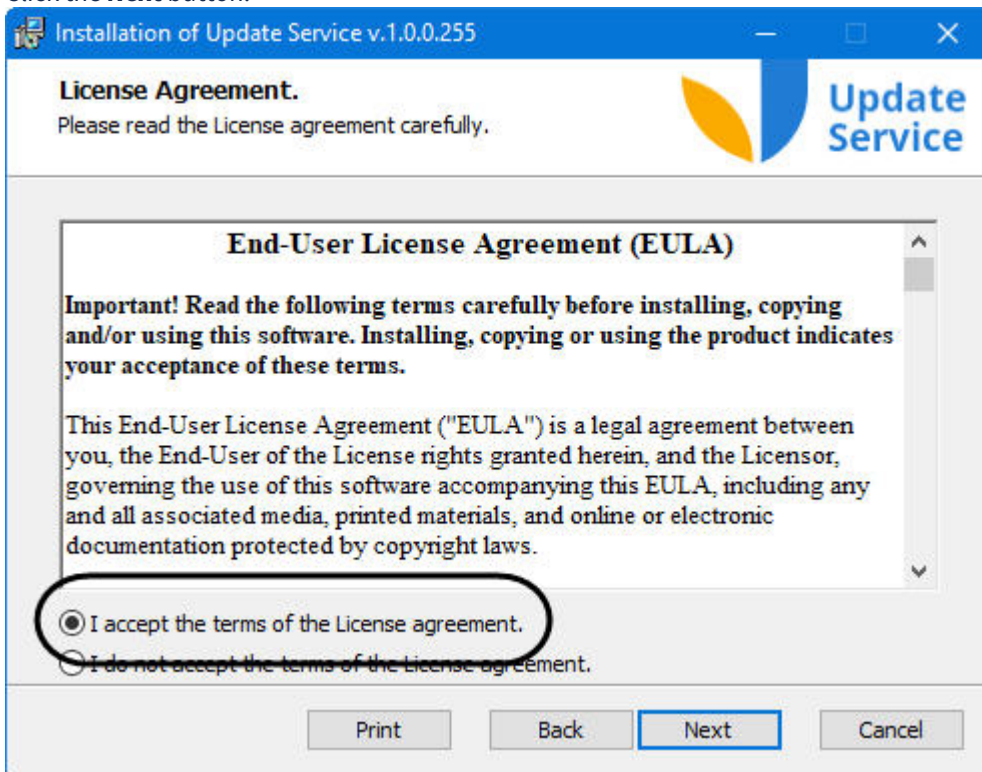 Click the Next button.
Installation of Update Service v.1.0.0.255
License Agreement.
Please read the License agreement carefully.
Update
Service
End-User License Agreement (EULA)
Important! Read the following terms carefully before installing, copying
and/or using this software. Installing, copying or using the product indicates
your acceptance of these terms.
This End-User License Agreement ("EULA") is a legal agreement between
you, the End-User of the License rights granted herein, and the Licensor,
governing the use of this software accompanying this EULA, including any
and all associated media, printed materials, and online or electronic
documentation protected by copyright laws.
I accept the terms of the License agreement.
I do not accept the terms of the License agreement.
Print Back Next Cancel